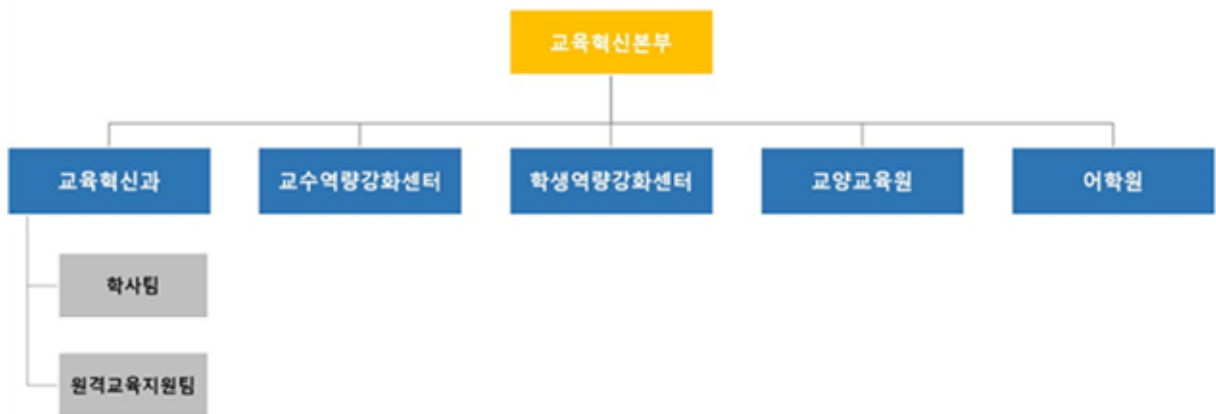 교육혁신본부
교육혁신과
교수역량강화센터
학생역량강화센터
교양교육원
어학원
학사팀
원격교육지원팀